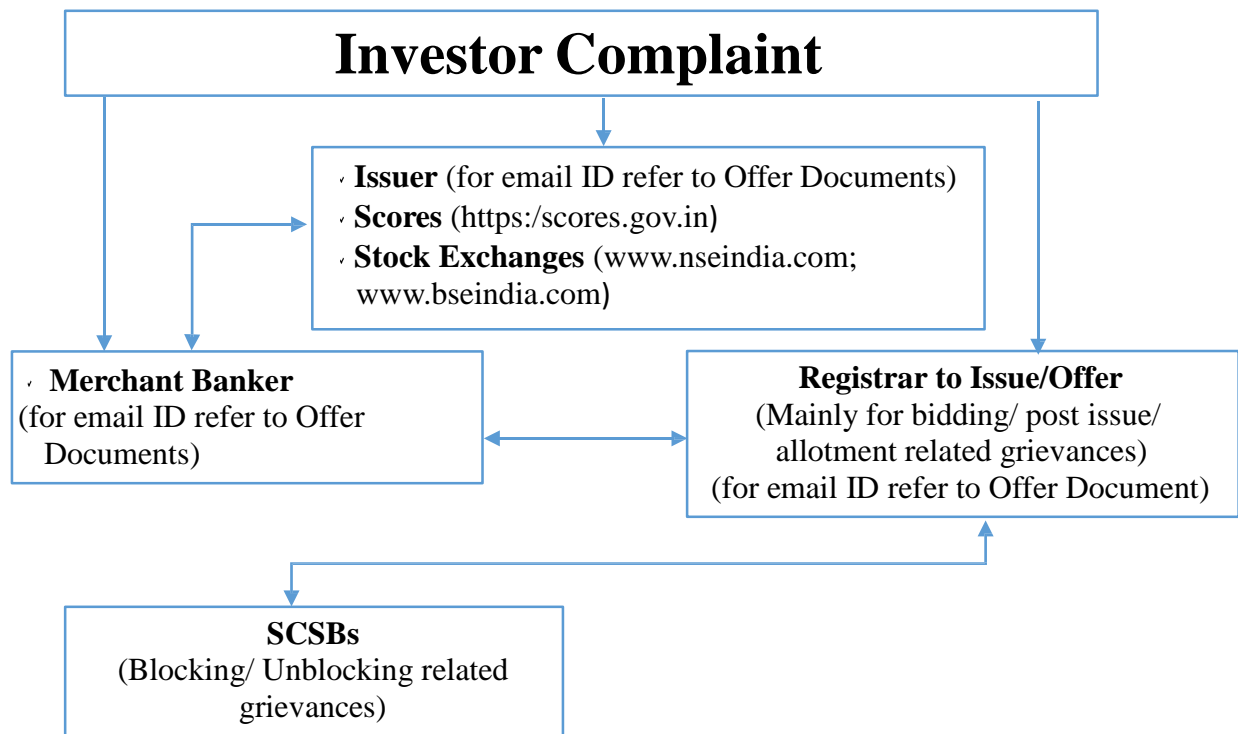 Investor Complaint
✓ Issuer (for email ID refer to Offer Documents)
✓ Scores (https:/scores.gov.in)
✓ Stock Exchanges (www.nseindia.com;
www.bseindia.com)
✓ Merchant Banker
(for email ID refer to Offer
Documents)
Registrar to Issue/Offer
(Mainly for bidding/ post issue/
allotment related grievances)
(for email ID refer to Offer Document)
SCSBs
(Blocking/ Unblocking related
grievances)